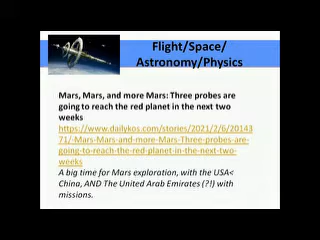 Flight/Space/
Astronomy/Physics
Mars, Mars, and more Mars: Three probes are
going to reach the red planet in the next two
weeks
https://www.dailykos.com/stories/2021/2/6/20143
71/-Mars-Mars-and-more-Mars-Three-probes-are-
going-to-reach-the-red-planet-in-the-next-two-
weeks
A big time for Mars exploration, with the USA<
China, AND The United Arab Emirates (?!) with
missions.